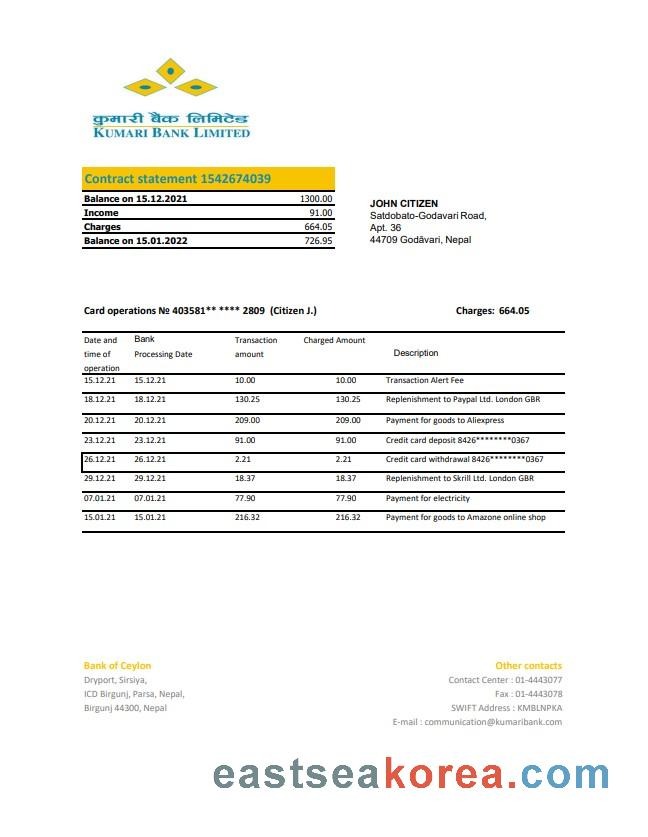 कुमारी बैंक लिमिटेड
KUMARI BANK LIMITED
Contract statement 1542674039
Balance on 15.12.2021 1300.00
Income 91.00
Charges 664.05
Balance on 15.01.2022 726.95
JOHN CITIZEN
Satdobato-Godavari Road,
Apt. 36
44709 Godāvari, Nepal
Card operations № 403581** **** 2809 (Citizen J.) Charges: 664.05
Date and time of operation Bank Processing Date Transaction amount Charged Amount Description
15.12.21 15.12.21 10.00 10.00 Transaction Alert Fee
18.12.21 18.12.21 130.25 130.25 Replenishment to Paypal Ltd. London GBR
20.12.21 20.12.21 209.00 209.00 Payment for goods to Aliexpress
23.12.21 23.12.21 91.00 91.00 Credit card deposit 8426********0367
26.12.21 26.12.21 2.21 2.21 Credit card withdrawal 8426********0367
29.12.21 29.12.21 18.37 18.37 Replenishment to Skrill Ltd. London GBR
07.01.21 07.01.21 77.90 77.90 Payment for electricity
15.01.21 15.01.21 216.32 216.32 Payment for goods to Amazone online shop
Bank of Ceylon
Dryport, Sirsiya,
ICD Birgunj, Parsa, Nepal,
Birgunj 44300, Nepal
Other contacts
Contact Center : 01-4443077
Fax : 01-4443078
SWIFT Address : KMBLNPKA
E-mail : communication@kumaribank.com
eastseakorea.com